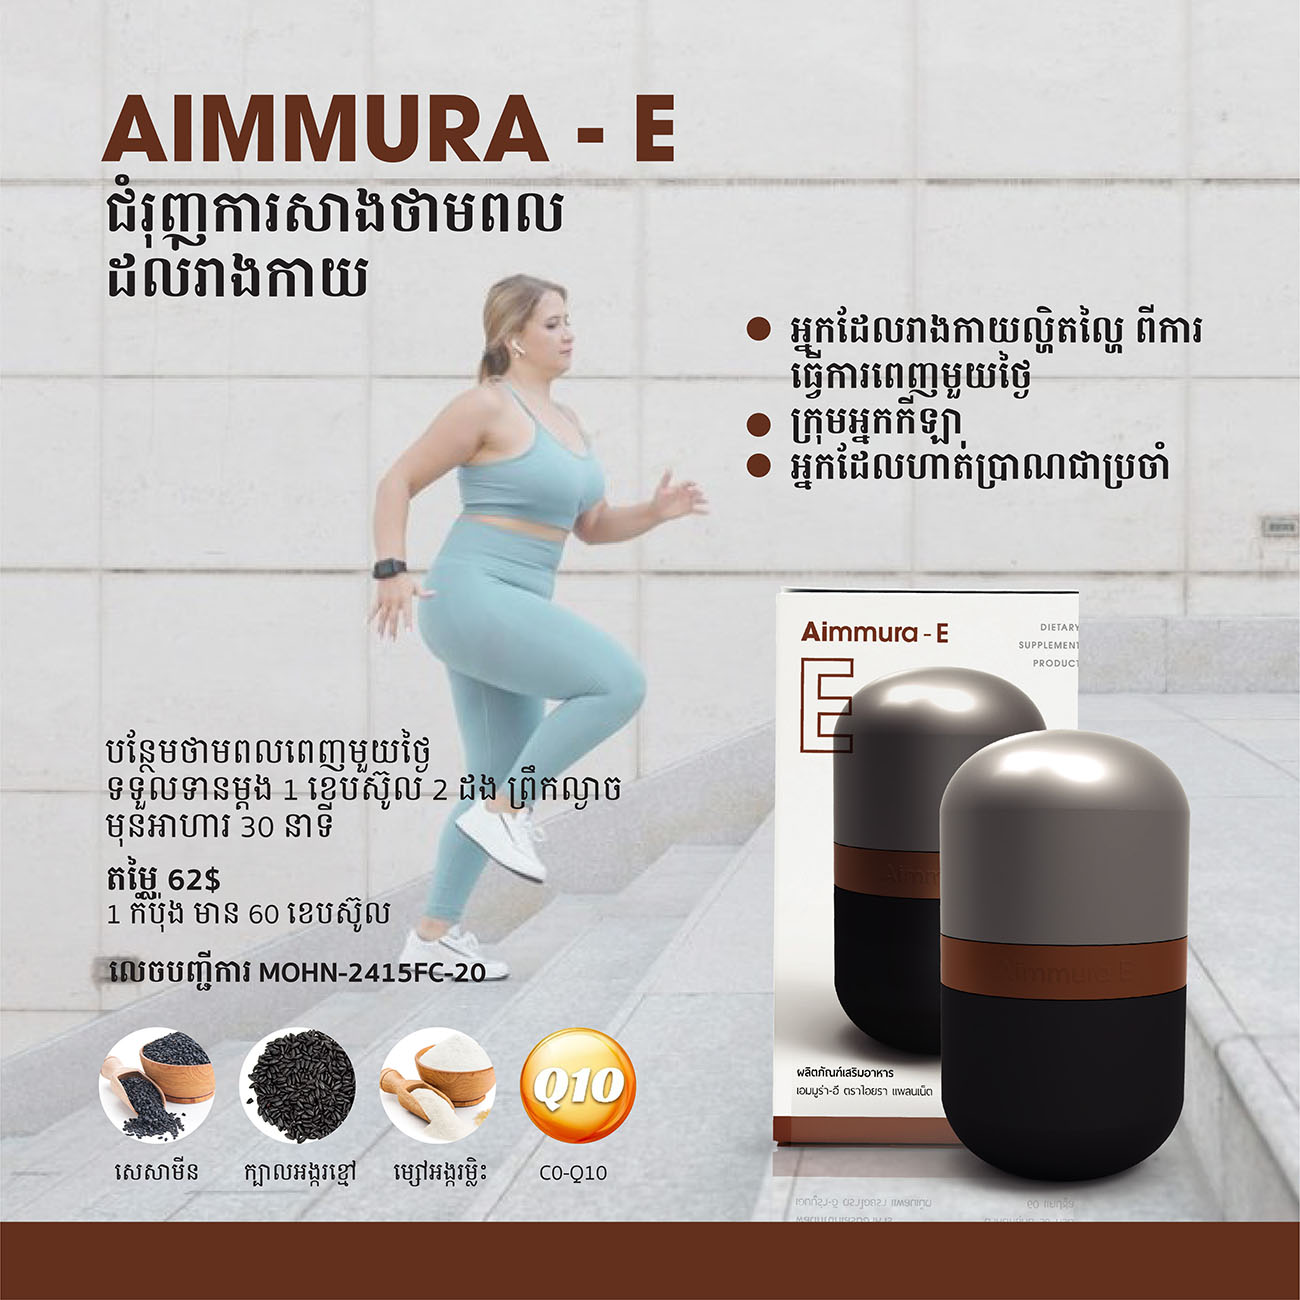 AIMMURA - E
ជំរុញការសាងថាមពល
ដល់រាងកាយ
អ្នកដែលរាងកាយល្ហិតល្ហៃ ពីការ
ធ្វើការពេញមួយថ្ងៃ
ក្រុមអ្នកកីឡា
អ្នកដែលហាត់ប្រាណជាប្រចាំ
Aimmura - E
DIETARY
SUPPLEMENT
PRODUCT
E
បន្ថែមថាមពលពេញមួយថ្ងៃ
ទទួលទានម្តង 1 ខេបស៊ូល 2 ដង ព្រឹកល្ងាច
មុនអាហារ 30 នាទី
តម្លៃ 62$
1 កំប៉ុង មាន 60 ខេបស៊ូល
លេចបញ្ជីការ MOHN-2415FC-20
Aimmura-E
ผลิตภัณฑ์เสริมอาหาร
เอมมูร่า-อี ตราไอยรา แพลนเน็ต
Q10
សេសាមីន
ក្បាលអង្ករខ្មៅ
ម្សៅអង្ករម្លិះ
C0-Q10